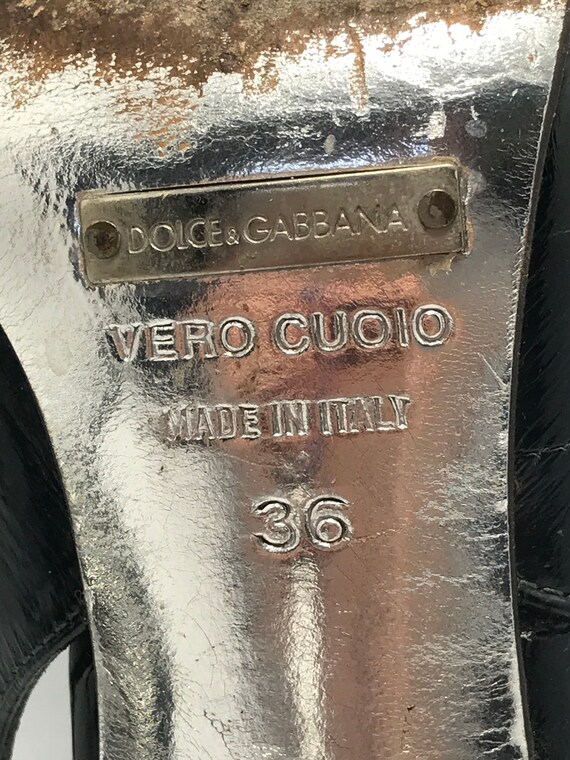 DOLCE & GABBANA
VERO CUOIO
MADE IN ITALY
36